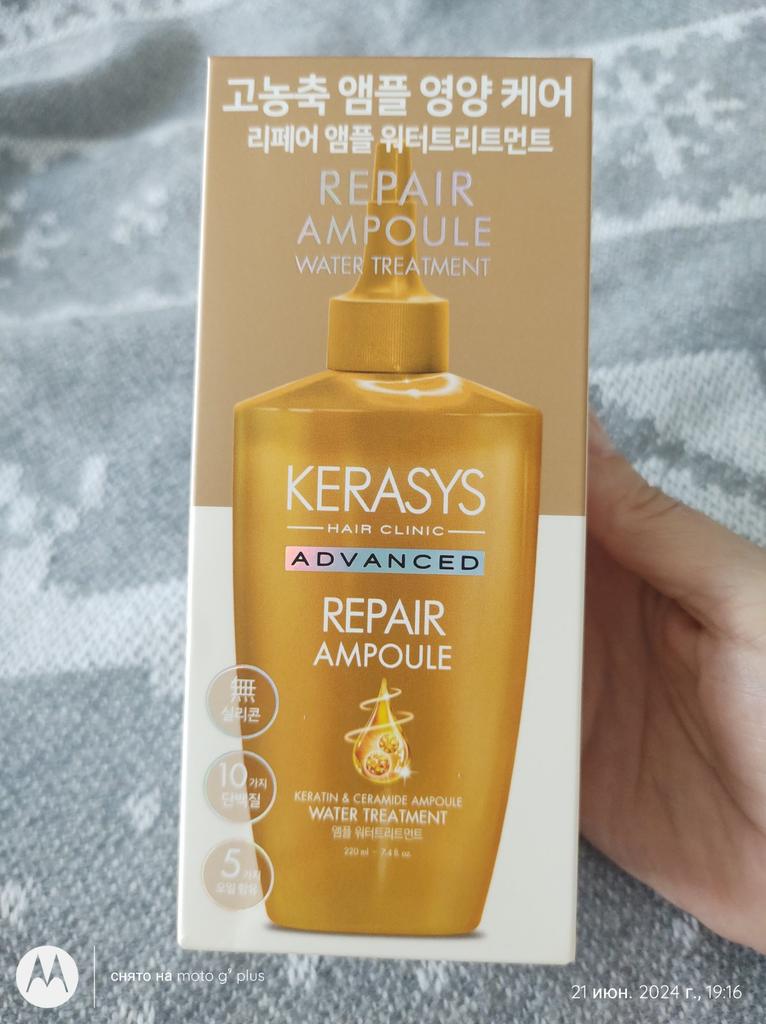 고농축 앰플 영양 케어
리페어 앰플 워터트리트먼트
REPAIR
AMPOULE
WATER TREATMENT
KERASYS
HAIR CLINIC
ADVANCED
REPAIR
AMPOULE
無
실리콘
10가지
단백질
5가지
오일 함유
KERATIN & CERAMIDE AMPOULE
WATER TREATMENT
앰플 워터트리트먼트
220 ml - 7.4 fl. oz.
снято на moto g⁹ plus
21 июн. 2024 г., 19:16